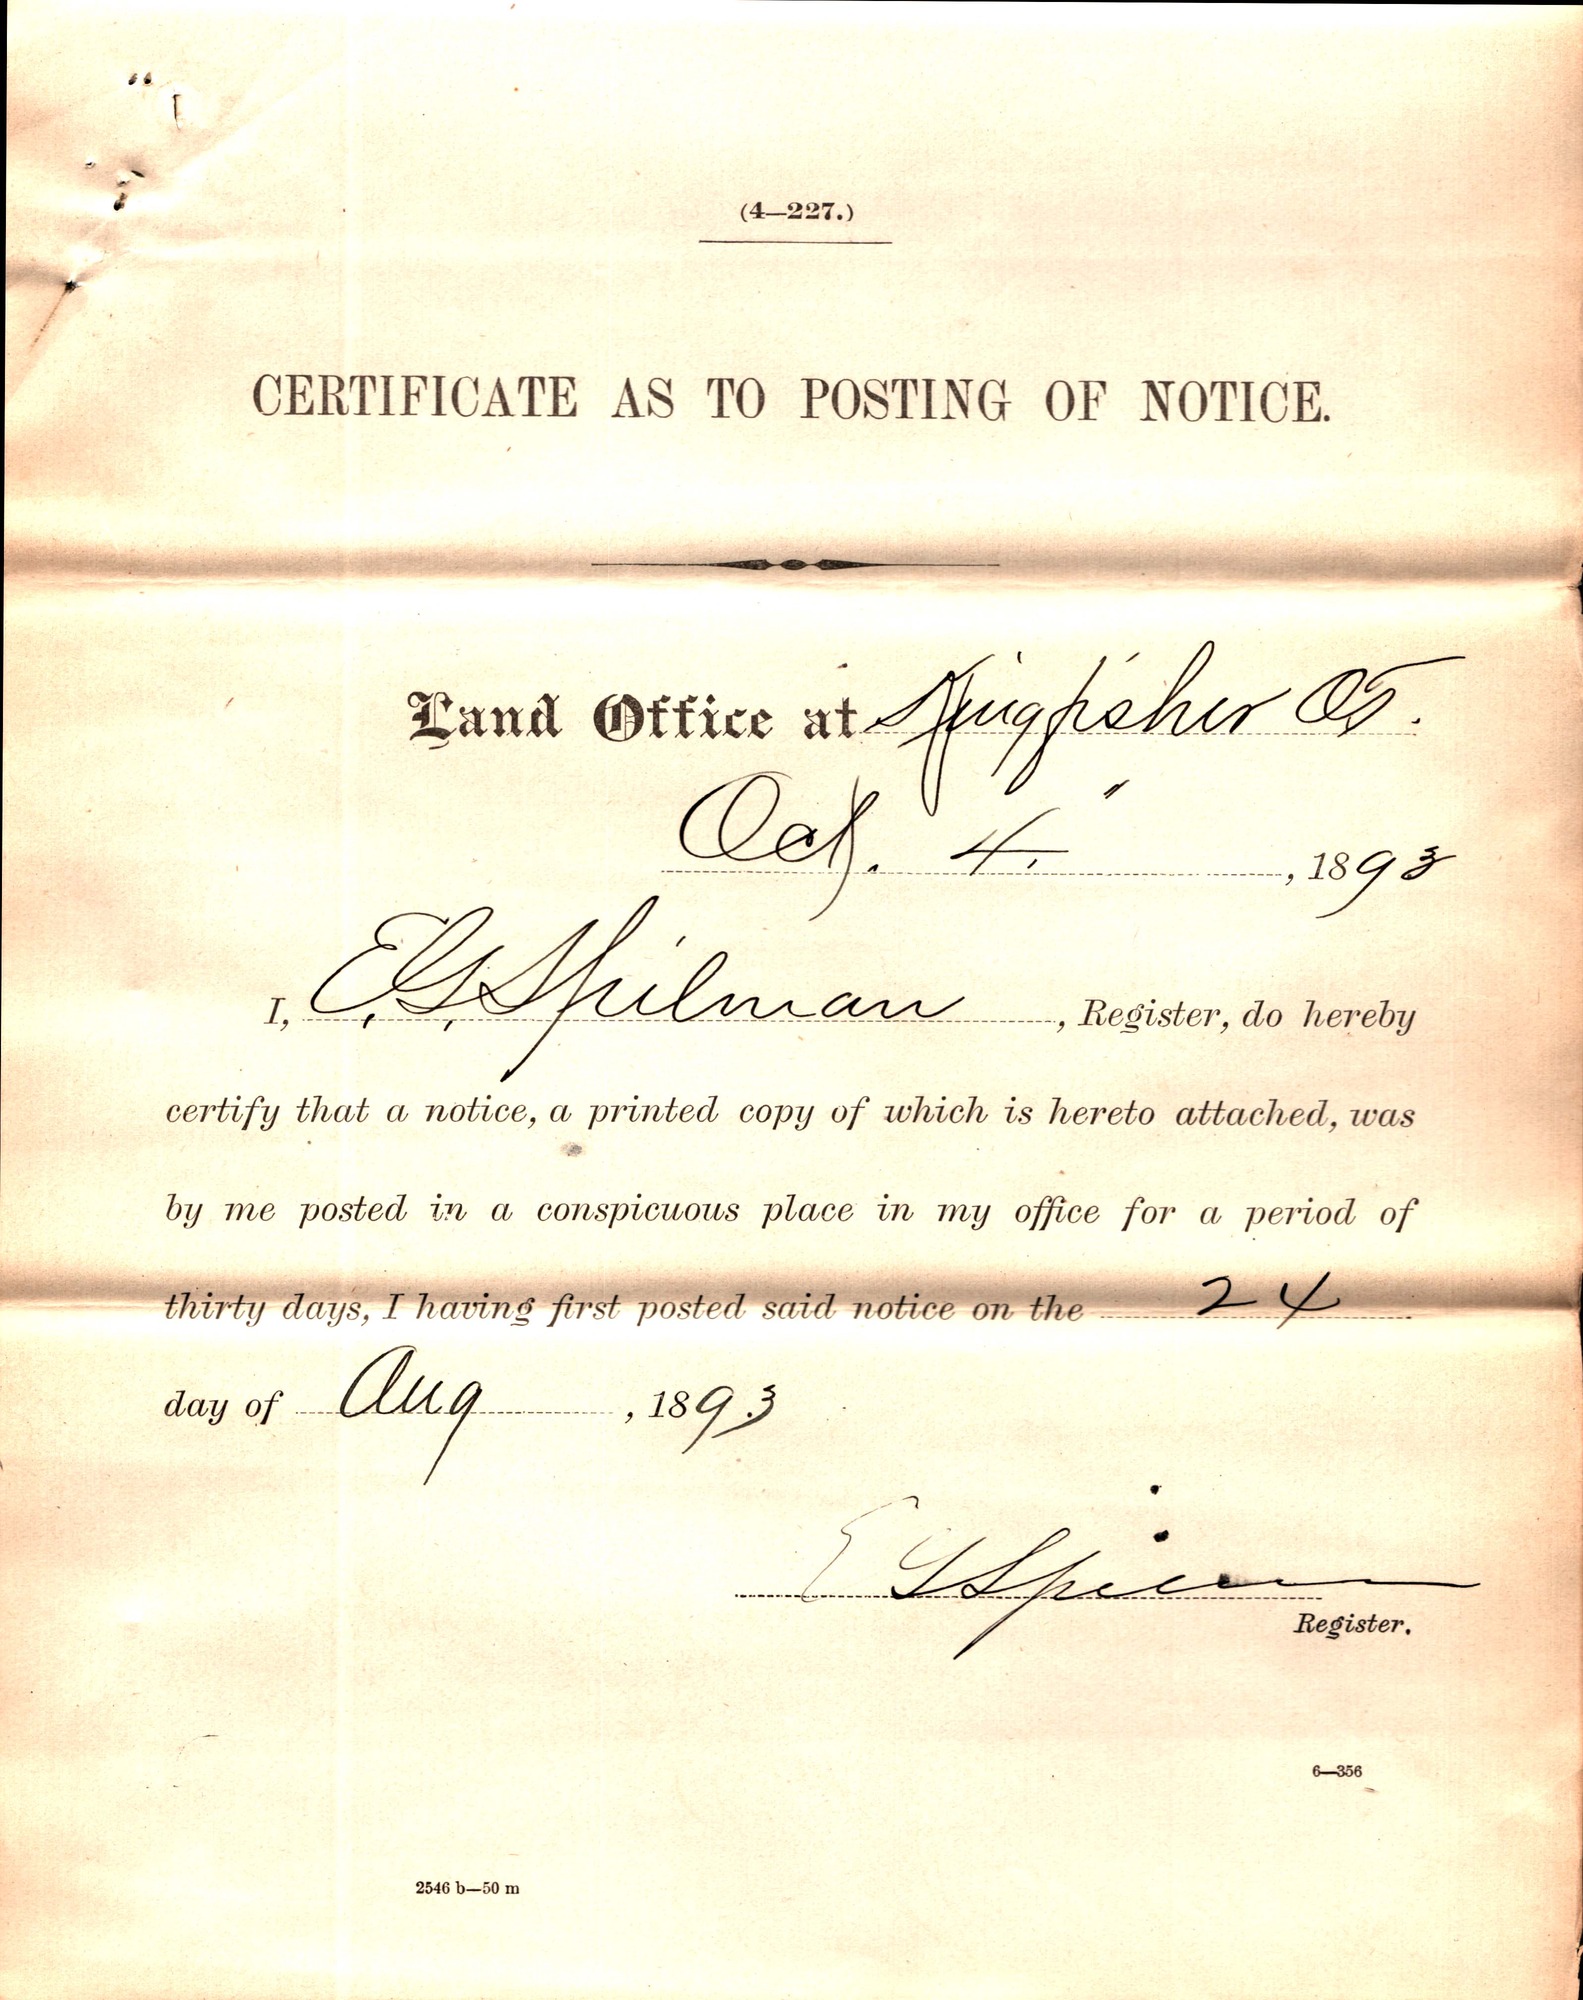 (4—227.)
CERTIFICATE AS TO POSTING OF NOTICE.
Land Office at Kingfisher OT.
Oct. 4", 1893
I, E. G. Spilman, Register, do hereby
certify that a notice, a printed copy of which is hereto attached, was
by me posted in a conspicuous place in my office for a period of
thirty days, I having first posted said notice on the 24
day of Aug, 1893
E G Spilman
Register.
6—356
2546 b—50 m